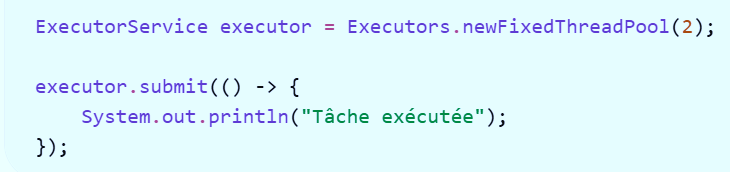 ExecutorService executor = Executors.newFixedThreadPool(2);
executor.submit(() -> {
    System.out.println("Tâche exécutée");
});